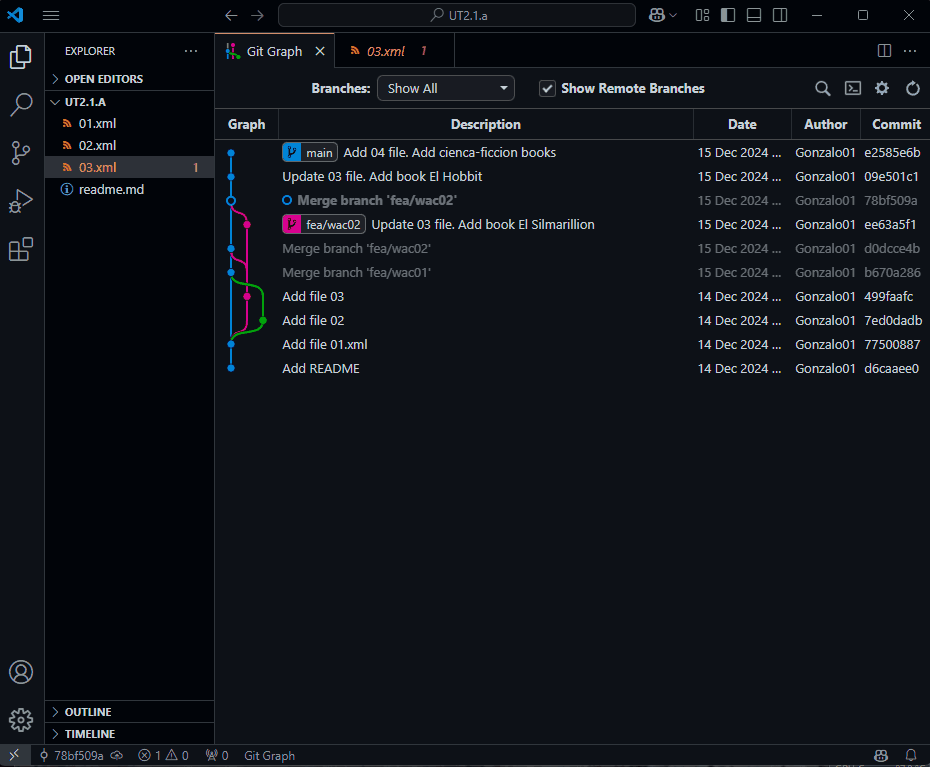 UT2.1.a
EXPLORER
Git Graph
03.xml 1
OPEN EDITORS
UT2.1.A
01.xml
02.xml
03.xml 1
readme.md
OUTLINE
TIMELINE
Branches: Show All Show Remote Branches
Graph Description Date Author Commit
main Add 04 file. Add cienca-ficcion books 15 Dec 2024 ... Gonzalo01 e2585e6b
Update 03 file. Add book El Hobbit 15 Dec 2024 ... Gonzalo01 09e501c1
Merge branch 'fea/wac02' 15 Dec 2024 ... Gonzalo01 78bf509a
fea/wac02 Update 03 file. Add book El Silmarillion 15 Dec 2024 ... Gonzalo01 ee63a5f1
Merge branch 'fea/wac02' 15 Dec 2024 ... Gonzalo01 d0dcce4b
Merge branch 'fea/wac01' 15 Dec 2024 ... Gonzalo01 b670a286
Add file 03 14 Dec 2024 ... Gonzalo01 499faafc
Add file 02 14 Dec 2024 ... Gonzalo01 7ed0dadb
Add file 01.xml 14 Dec 2024 ... Gonzalo01 77500887
Add README 14 Dec 2024 ... Gonzalo01 d6caaee0
78bf509a 1 0 0 Git Graph